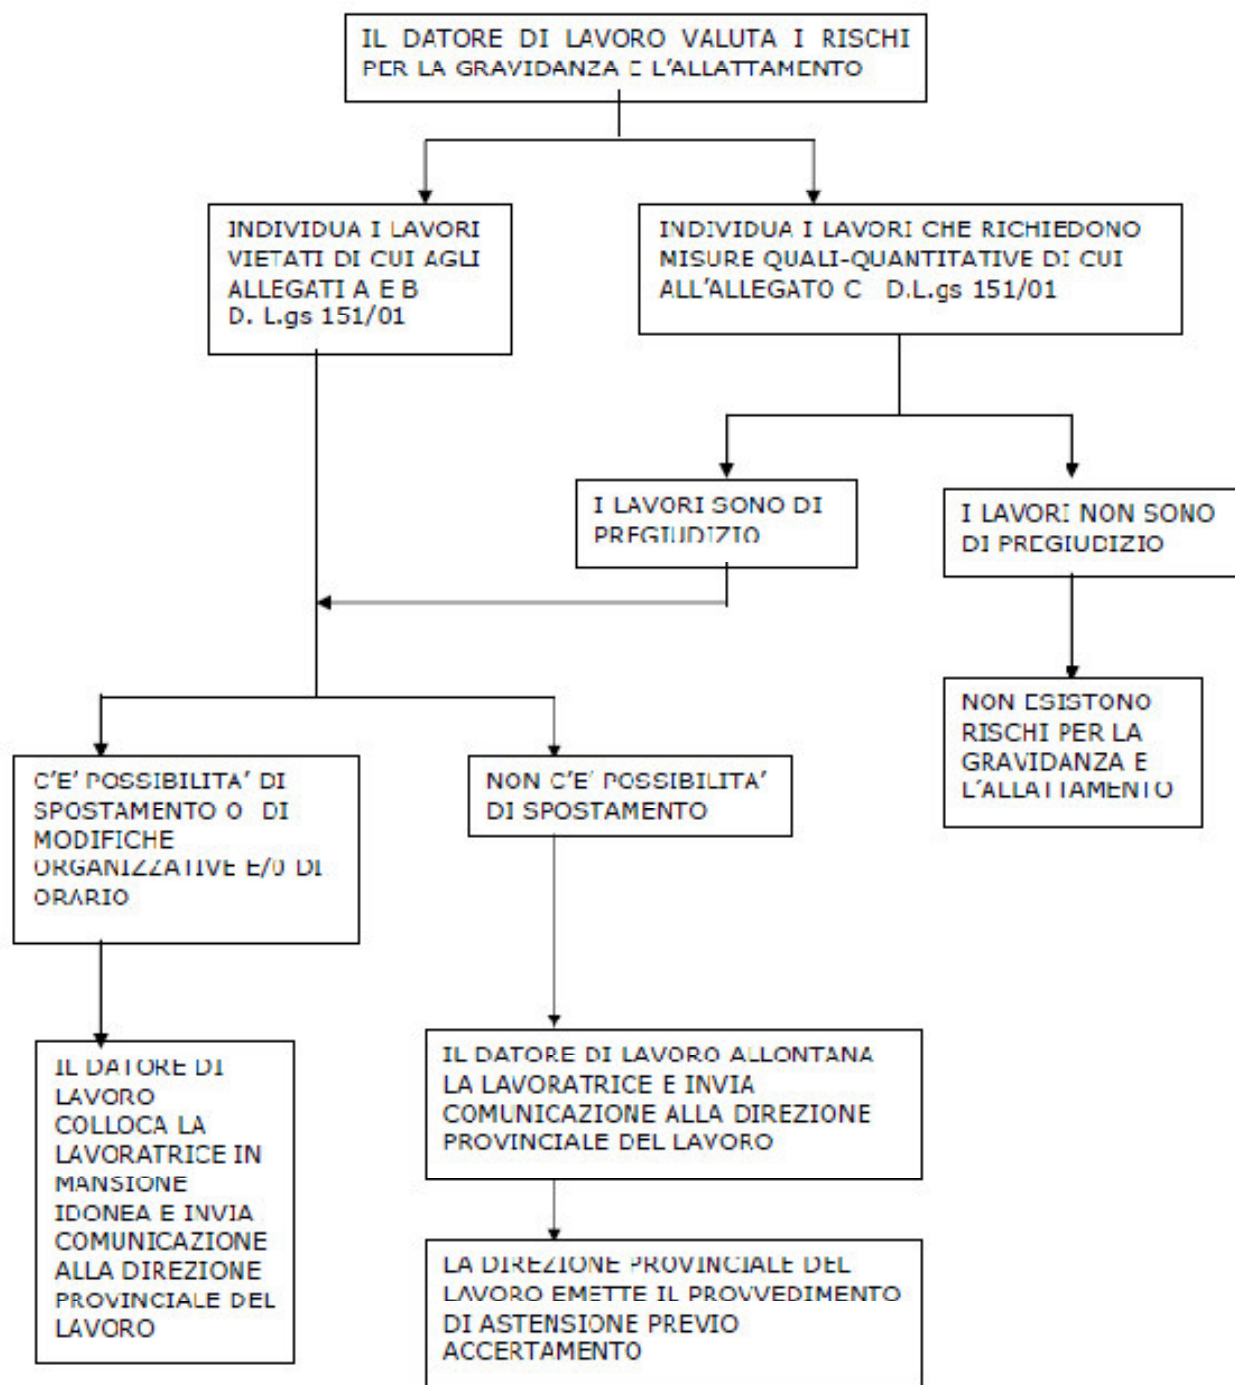 IL DATORE DI LAVORO VALUTA I RISCHI
PER LA GRAVIDANZA E L'ALLATTAMENTO
INDIVIDUA I LAVORI
VIETATI DI CUI AGLI
ALLEGATI A E B
D. L.gs 151/01
INDIVIDUA I LAVORI CHE RICHIEDONO
MISURE QUALI-QUANTITATIVE DI CUI
ALL'ALLEGATO C D.L.gs 151/01
I LAVORI SONO DI
PREGIUDIZIO
I LAVORI NON SONO
DI PREGIUDIZIO
NON ESISTONO
RISCHI PER LA
GRAVIDANZA E
L'ALLATTAMENTO
C'E' POSSIBILITA' DI
SPOSTAMENTO O DI
MODIFICHE
ORGANIZZATIVE E/O DI
ORARIO
NON C'E' POSSIBILITA'
DI SPOSTAMENTO
IL DATORE DI
LAVORO
COLLOCA LA
LAVORATRICE IN
MANSIONE
IDONEA E INVIA
COMUNICAZIONE
ALLA DIREZIONE
PROVINCIALE DEL
LAVORO
IL DATORE DI LAVORO ALLONTANA
LA LAVORATRICE E INVIA
COMUNICAZIONE ALLA DIREZIONE
PROVINCIALE DEL LAVORO
LA DIREZIONE PROVINCIALE DEL
LAVORO EMETTE IL PROVVEDIMENTO
DI ASTENSIONE PREVIO
ACCERTAMENTO